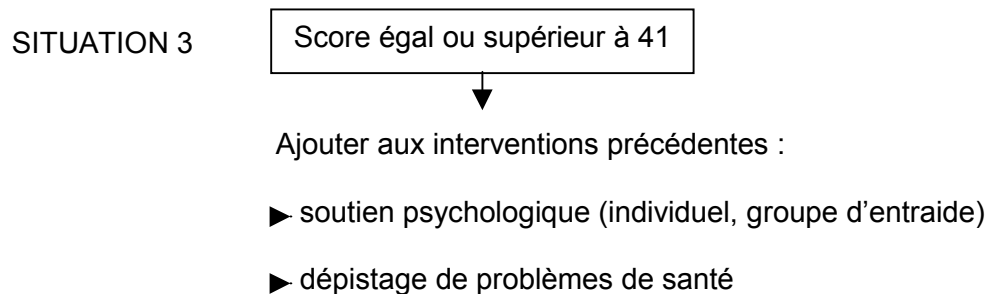 SITUATION 3 Score égal ou supérieur à 41
Ajouter aux interventions précédentes :
► soutien psychologique (individuel, groupe d’entraide)
► dépistage de problèmes de santé